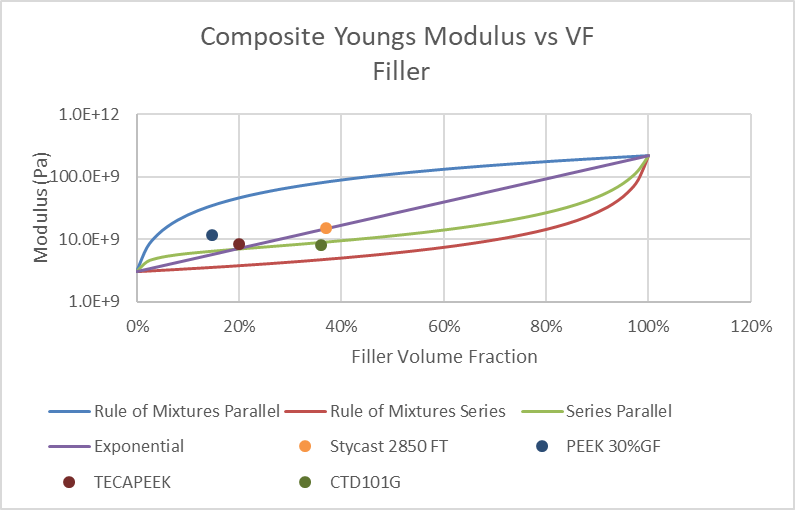 Composite Youngs Modulus vs VF
Filler
1.0E+12
100.0E+9
10.0E+9
1.0E+9
Modulus (Pa)
0% 20% 40% 60% 80% 100% 120%
Filler Volume Fraction
Rule of Mixtures Parallel Rule of Mixtures Series Series Parallel
Exponential Stycast 2850 FT PEEK 30%GF
TECAPEEK CTD101G